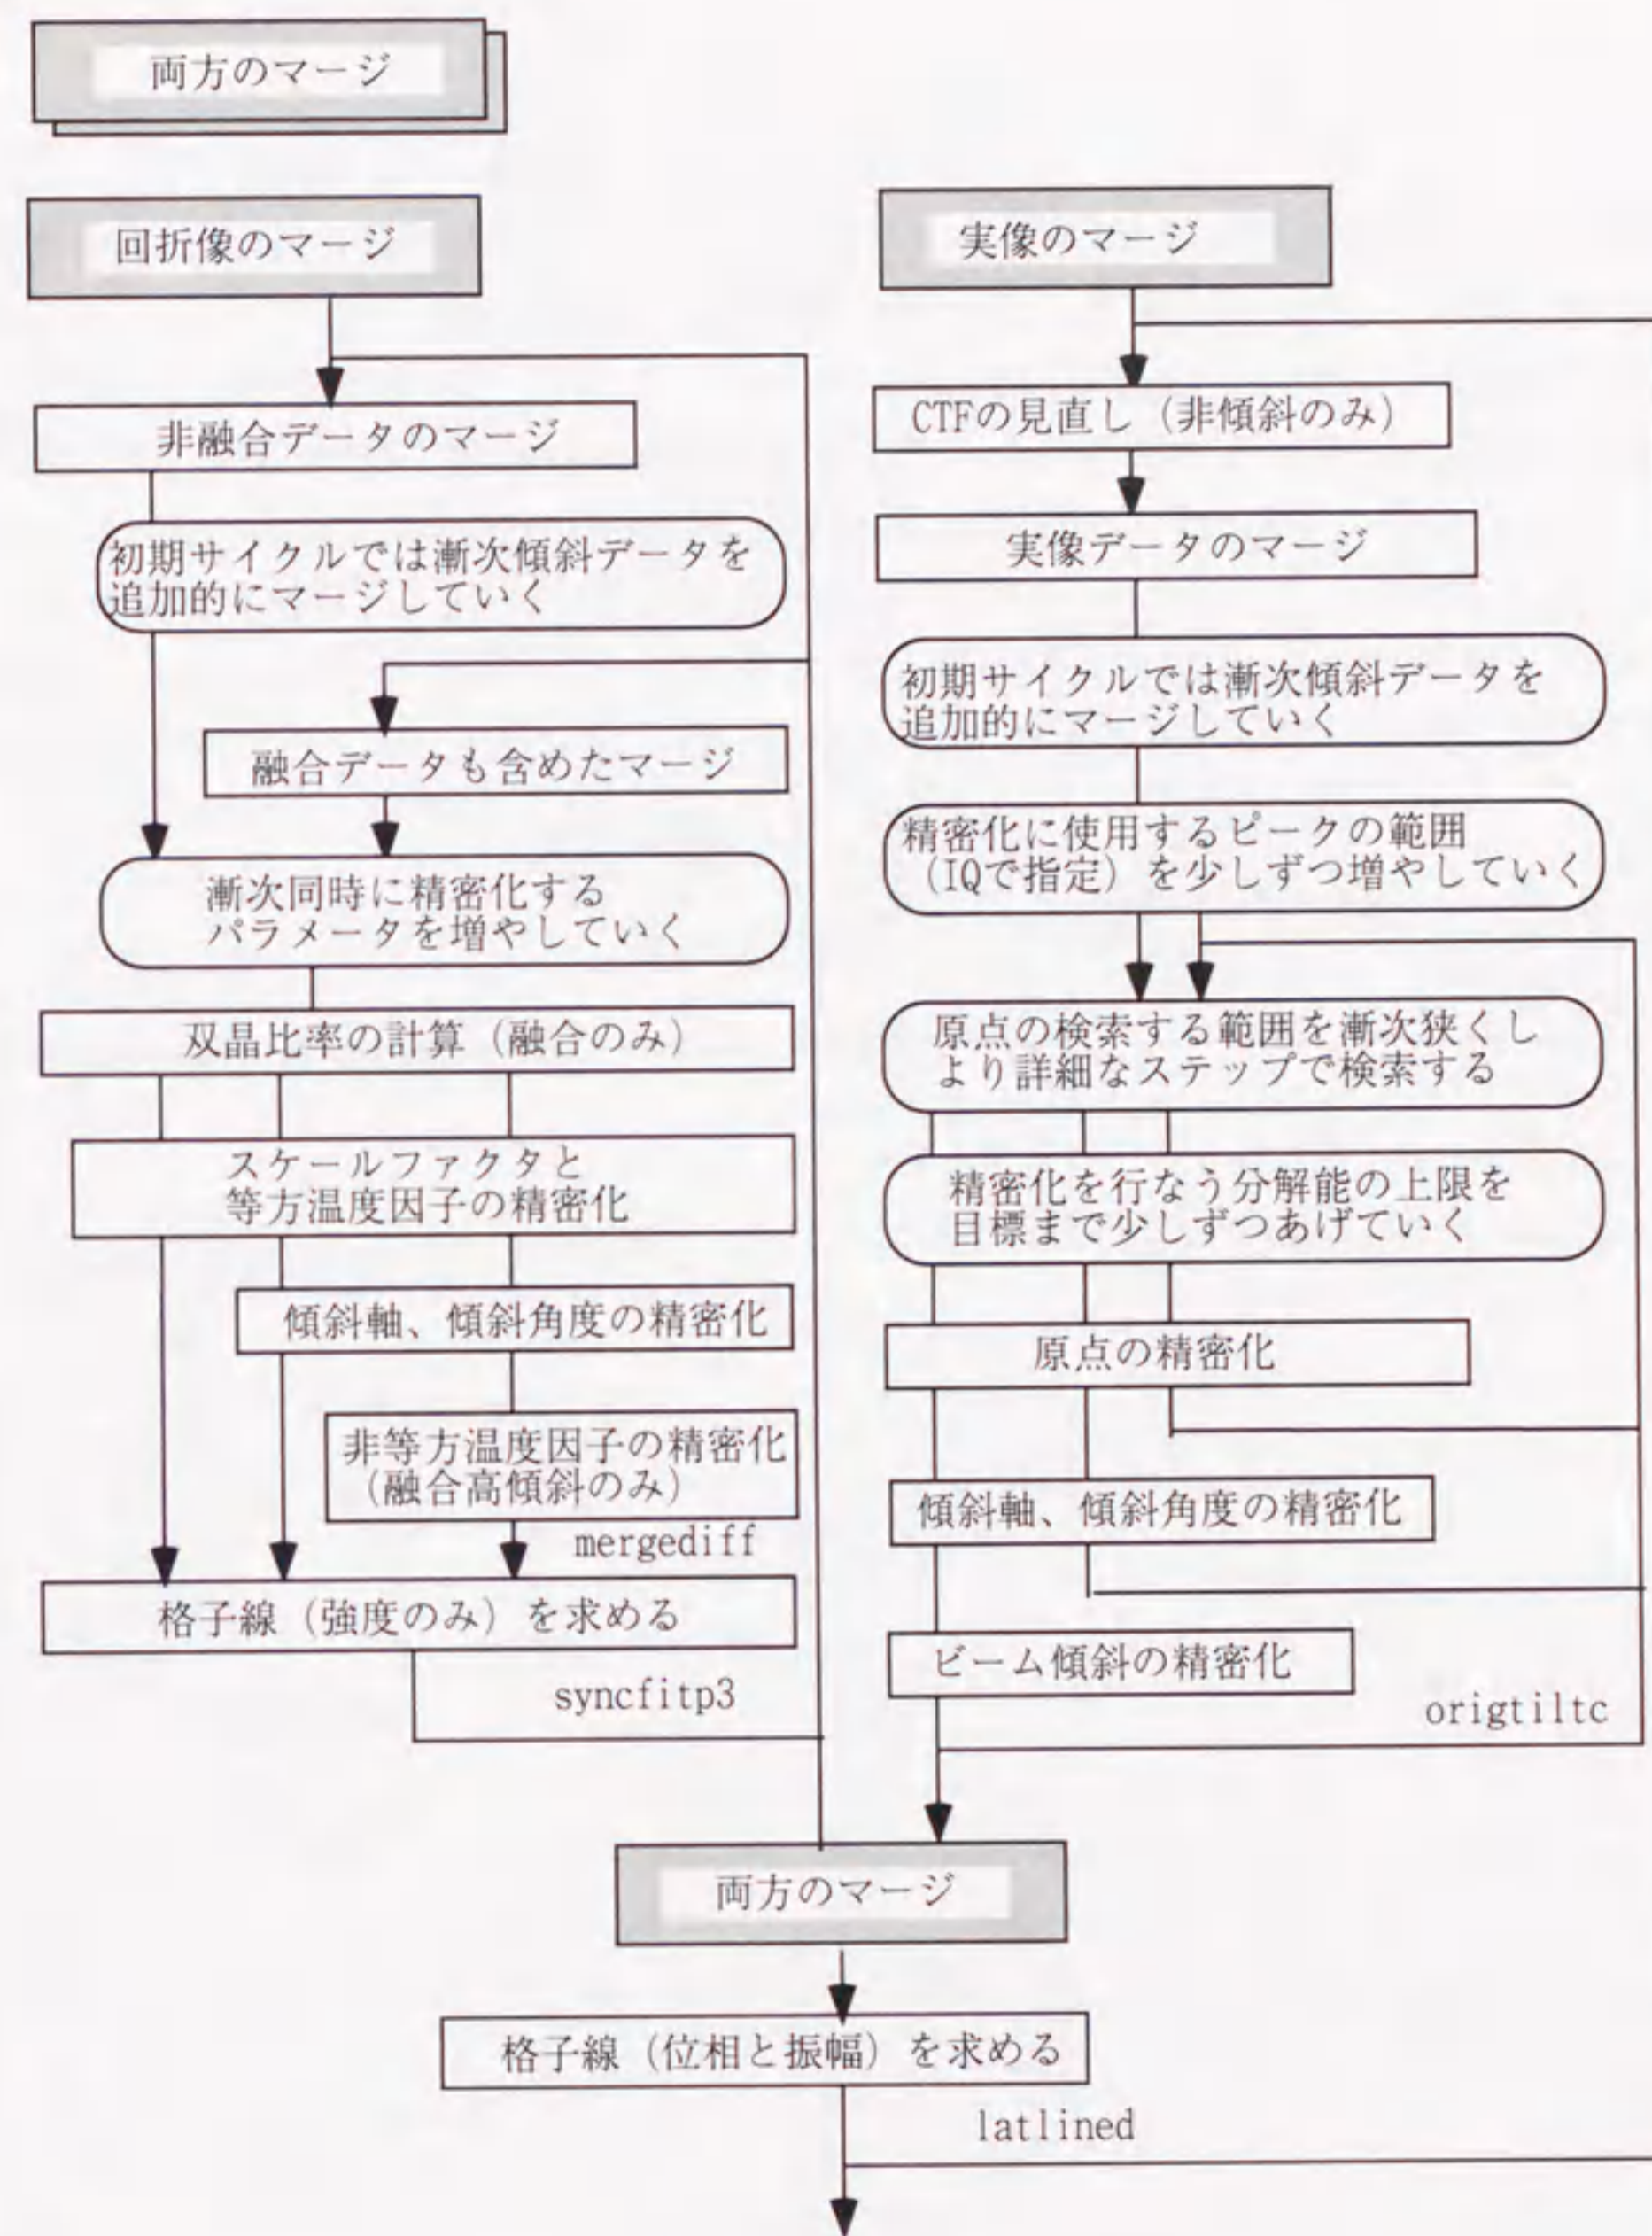 両方のマージ
回折像のマージ
非融合データのマージ
初期サイクルでは漸次傾斜データを
追加的にマージしていく
融合データも含めたマージ
漸次同時に精密化する
パラメータを増やしていく
双晶比率の計算（融合のみ）
スケールファクタと
等方温度因子の精密化
傾斜軸、傾斜角度の精密化
非等方温度因子の精密化
（融合高傾斜のみ）
mergediff
格子線（強度のみ）を求める
syncfitp3
実像のマージ
CTFの見直し（非傾斜のみ）
実像データのマージ
初期サイクルでは漸次傾斜データを
追加的にマージしていく
精密化に使用するピークの範囲
（IQで指定）を少しずつ増やしていく
原点の検索する範囲を漸次狭くし
より詳細なステップで検索する
精密化を行なう分解能の上限を
目標まで少しずつあげていく
原点の精密化
傾斜軸、傾斜角度の精密化
ビーム傾斜の精密化
origtiltc
両方のマージ
格子線（位相と振幅）を求める
latlined